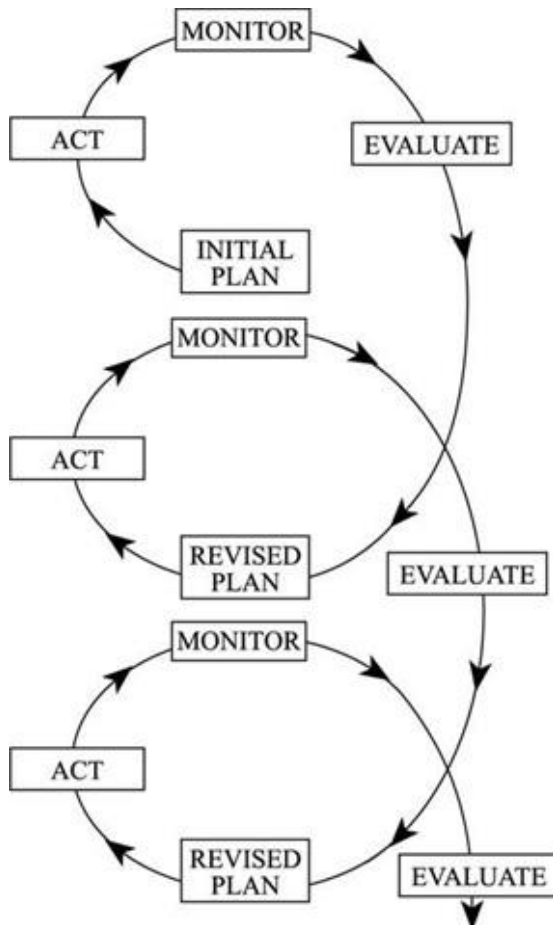 MONITOR
ACT
EVALUATE
INITIAL
PLAN
MONITOR
ACT
REVISED
PLAN
EVALUATE
MONITOR
ACT
REVISED
PLAN
EVALUATE